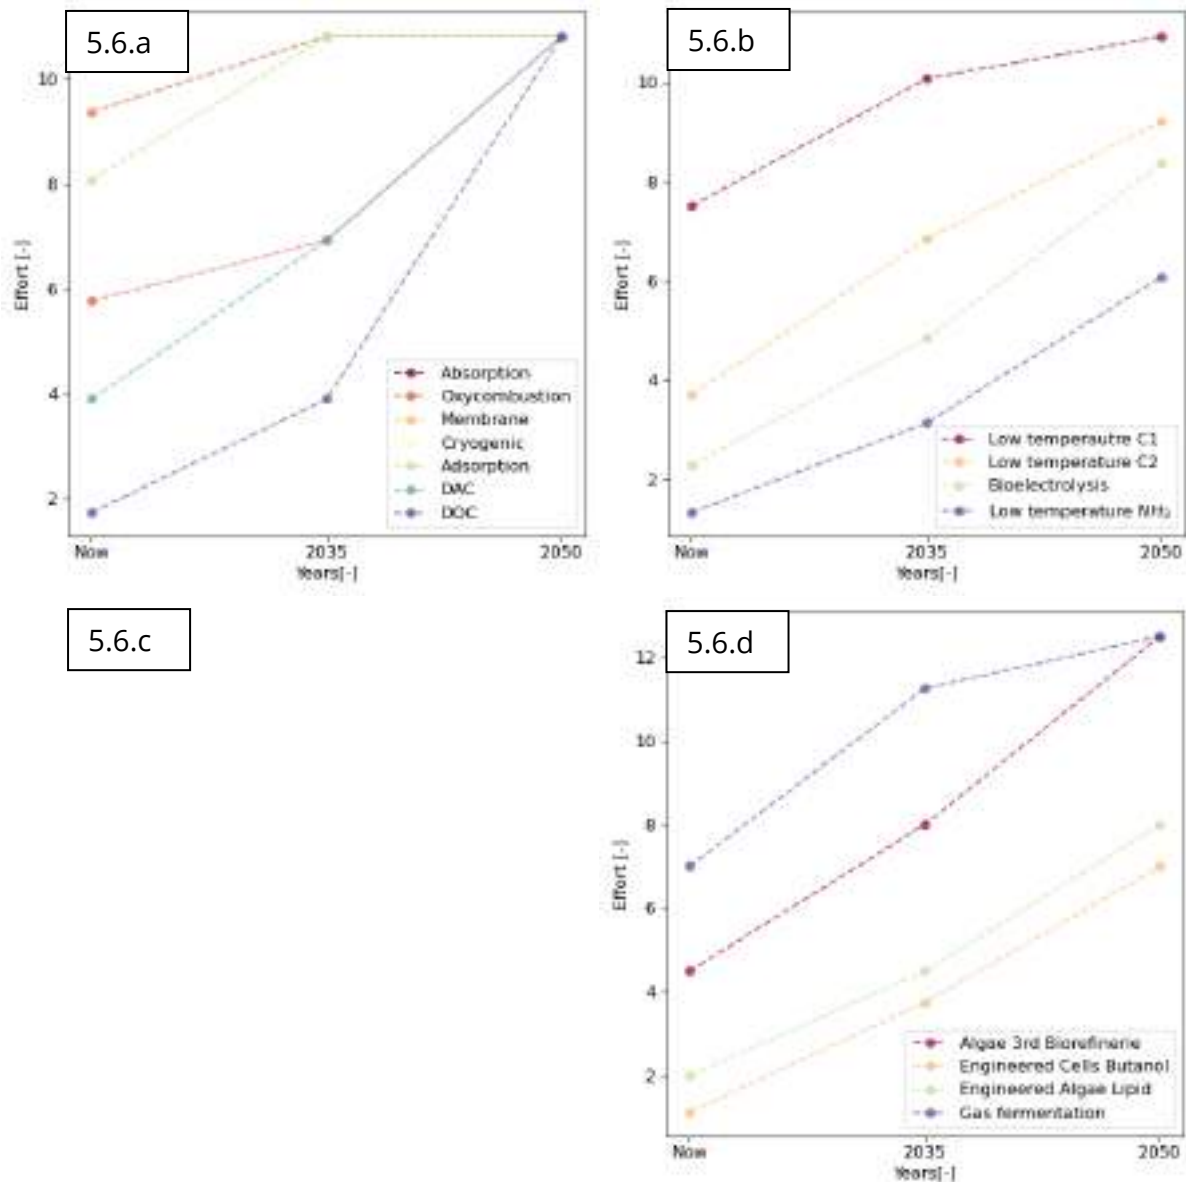 5.6.a
10
8
6
4
2
Effort [-]
Absorption
Oxycombustion
Membrane
Cryogenic
Adsorption
DAC
DOC
Now 2035 2050
Years[-]
5.6.b
10
8
6
4
2
Effort [-]
Low temperautre C1
Low temperature C2
Bioelectrolysis
Low temperature NH₃
Now 2035 2050
Years[-]
5.6.c
5.6.d
12
10
8
6
4
2
Effort [-]
Algae 3rd Biorefinerie
Engineered Cells Butanol
Engineered Algae Lipid
Gas fermentation
Now 2035 2050
Years[-]